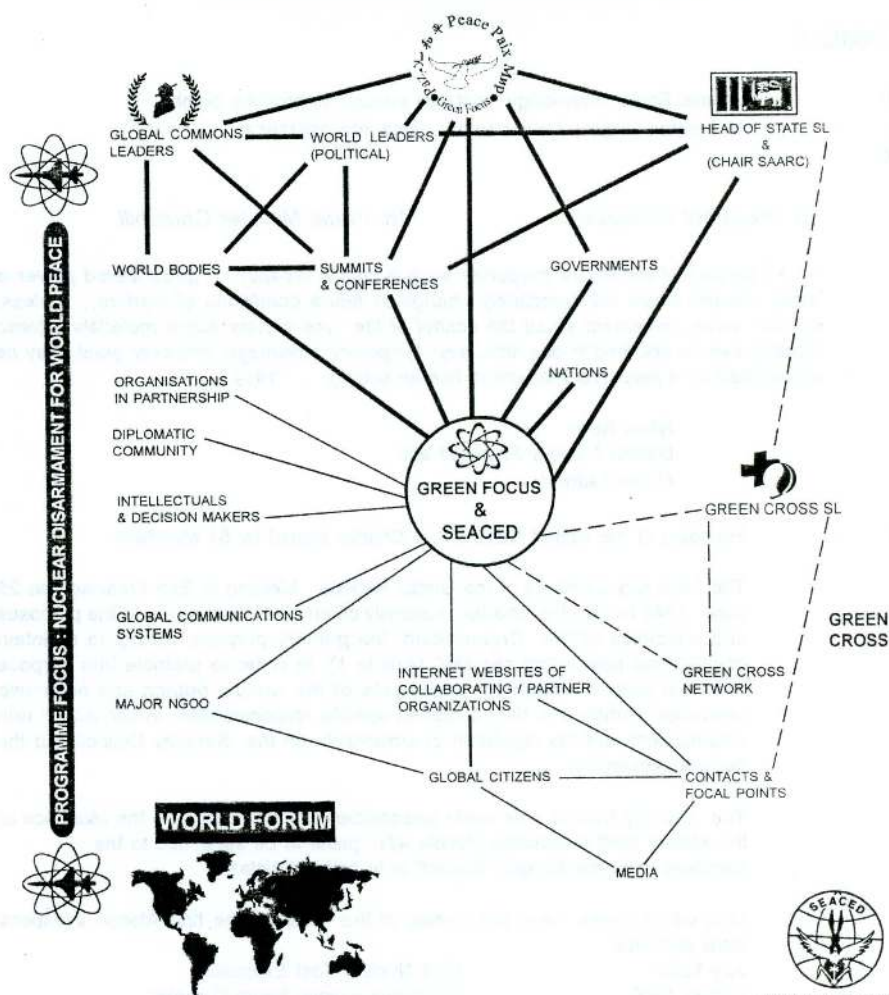 Peace Paix Мир
Green Focus
GLOBAL COMMONS
LEADERS
WORLD LEADERS
(POLITICAL)
HEAD OF STATE SL
&
(CHAIR SAARC)
WORLD BODIES
SUMMITS
& CONFERENCES
GOVERNMENTS
NATIONS
ORGANISATIONS
IN PARTNERSHIP
DIPLOMATIC
COMMUNITY
INTELLECTUALS
& DECISION MAKERS
GREEN FOCUS
&
SEACED
GREEN CROSS SL
GREEN
CROSS
GLOBAL COMMUNICATIONS
SYSTEMS
INTERNET WEBSITES OF
COLLABORATING / PARTNER
ORGANIZATIONS
GREEN CROSS
NETWORK
MAJOR NGOO
GLOBAL CITIZENS
CONTACTS &
FOCAL POINTS
MEDIA
PROGRAMME FOCUS : NUCLEAR DISARMAMENT FOR WORLD PEACE
WORLD FORUM
SEACED